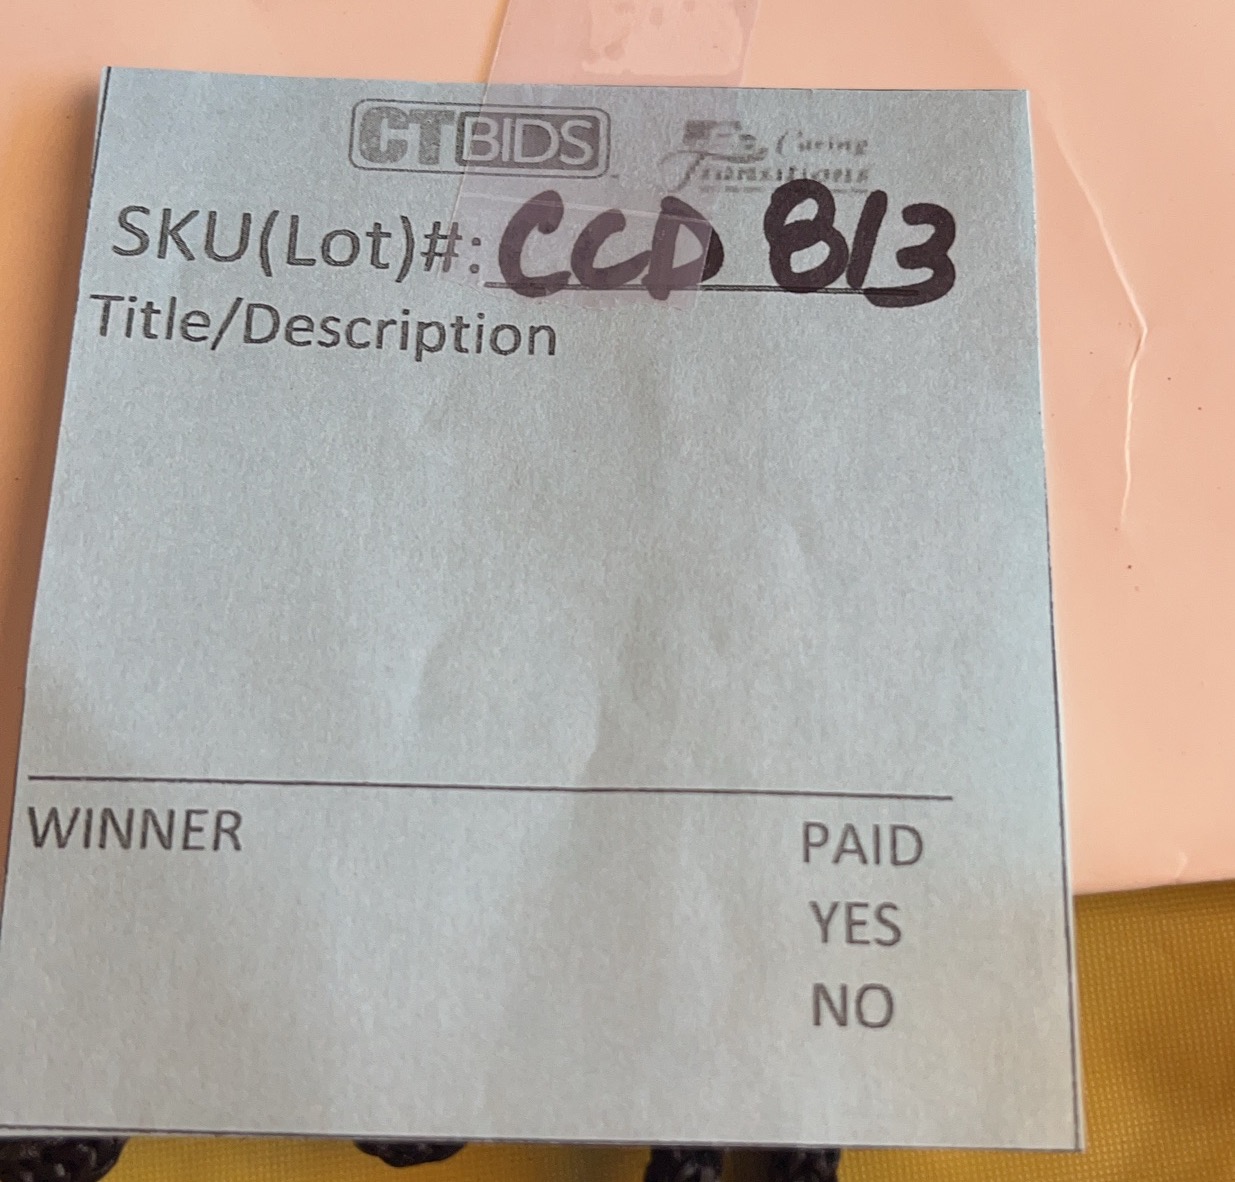 CTBIDS
Caring
Transitions
SKU(Lot)#: CCD 813
Title/Description
WINNER
PAID
YES
NO